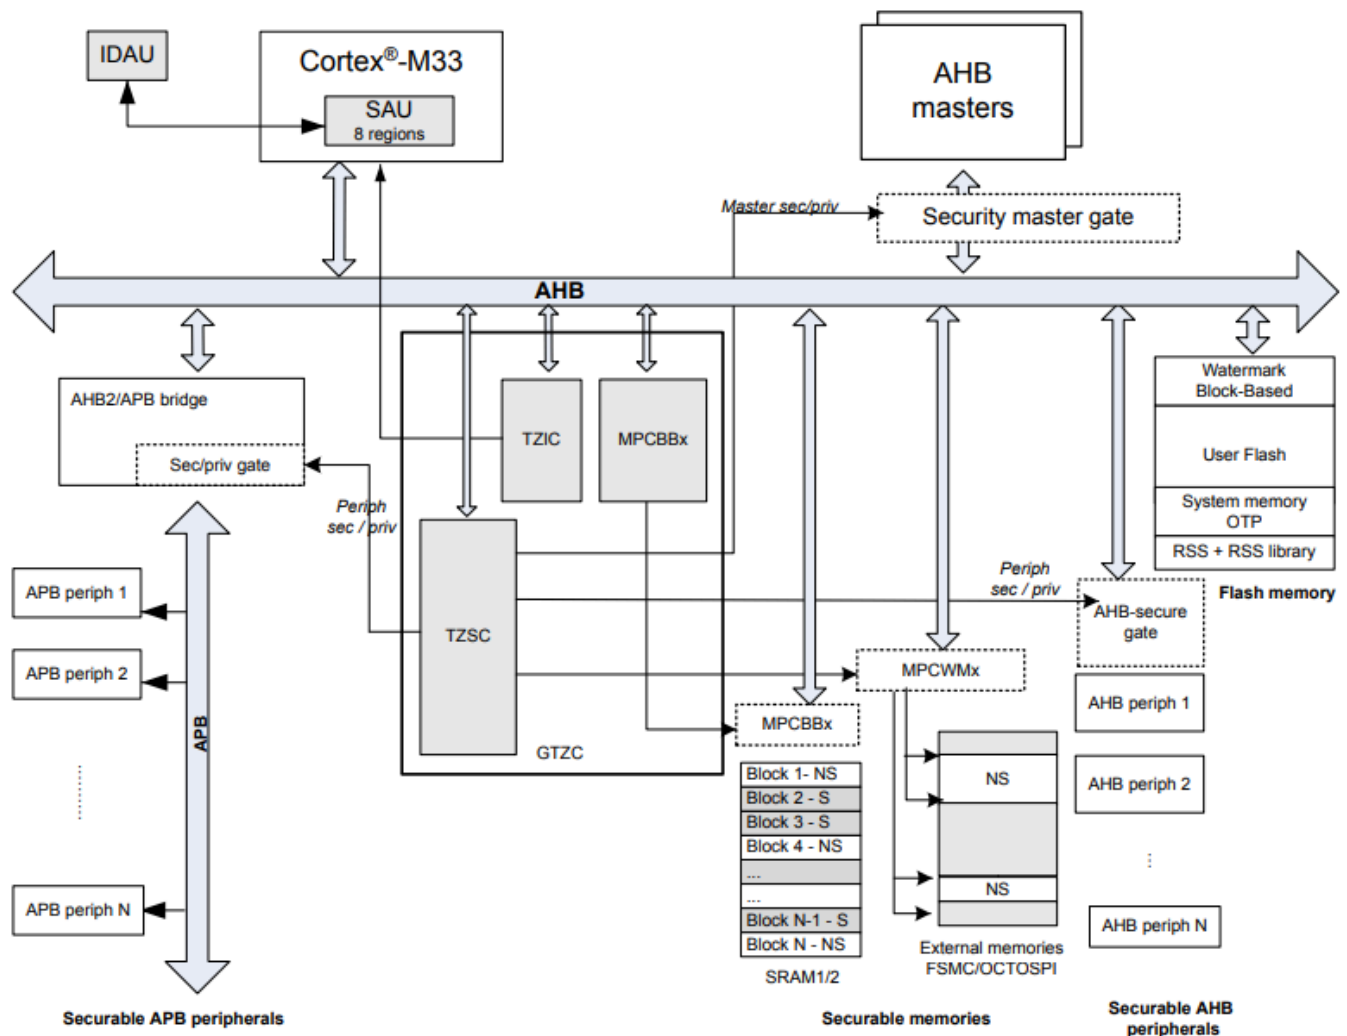 IDAU
Cortex®-M33
SAU
8 regions
AHB
masters
Master sec/priv
Security master gate
AHB
AHB2/APB bridge
Sec/priv gate
Periph
sec / priv
TZIC
MPCBBx
TZSC
GTZC
Watermark
Block-Based
User Flash
System memory
OTP
RSS + RSS library
Flash memory
Periph
sec / priv
AHB-secure
gate
MPCWMx
MPCBBx
APB periph 1
APB periph 2
APB periph N
APB
Block 1- NS
Block 2 - S
Block 3 - S
Block 4 - NS
...
...
Block N-1 - S
Block N - NS
SRAM1/2
NS
NS
External memories
FSMC/OCTOSPI
AHB periph 1
AHB periph 2
AHB periph N
Securable APB peripherals
Securable memories
Securable AHB
peripherals